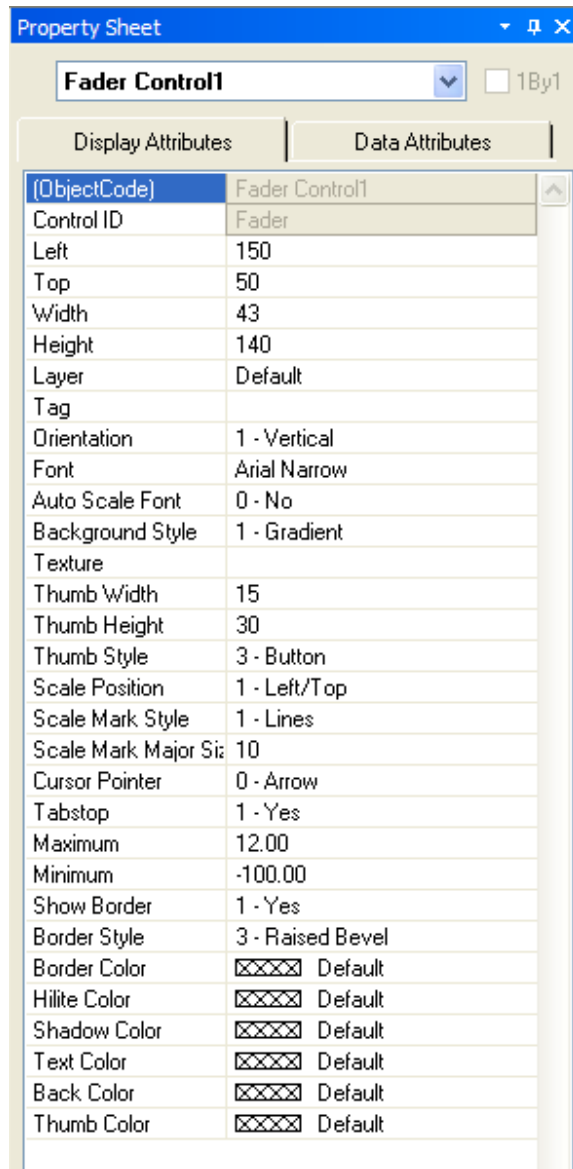 Property Sheet
Fader Control1 1By1
Display Attributes Data Attributes
(ObjectCode) Fader Control1
Control ID Fader
Left 150
Top 50
Width 43
Height 140
Layer Default
Tag
Orientation 1 - Vertical
Font Arial Narrow
Auto Scale Font 0 - No
Background Style 1 - Gradient
Texture
Thumb Width 15
Thumb Height 30
Thumb Style 3 - Button
Scale Position 1 - Left/Top
Scale Mark Style 1 - Lines
Scale Mark Major Siz 10
Cursor Pointer 0 - Arrow
Tabstop 1 - Yes
Maximum 12.00
Minimum -100.00
Show Border 1 - Yes
Border Style 3 - Raised Bevel
Border Color Default
Hilite Color Default
Shadow Color Default
Text Color Default
Back Color Default
Thumb Color Default